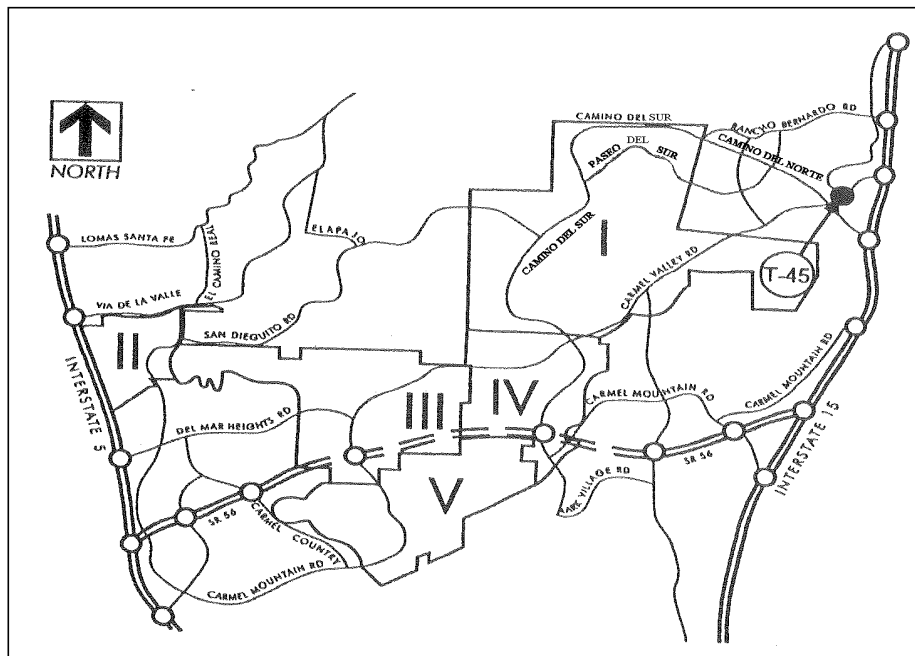 CAMINO DEL SUR
RANCHO BERNARDO RD
PASEO DEL SUR
CAMINO DEL NORTE
NORTH
LOMAS SANTA FE
EL CAMINO REAL
EL APAJO
CAMINO DEL SUR
I
CARMEL VALLEY RD
T-45
VIA DE LA VALLE
II
SAN DIEGUITO RD
INTERSTATE 5
III
IV
CARMEL MOUNTAIN RD
CARMEL MOUNTAIN RD
DEL MAR HEIGHTS RD
INTERSTATE 15
SR 56
PARK VILLAGE RD
V
SR 56
CARMEL COUNTRY
CARMEL MOUNTAIN RD